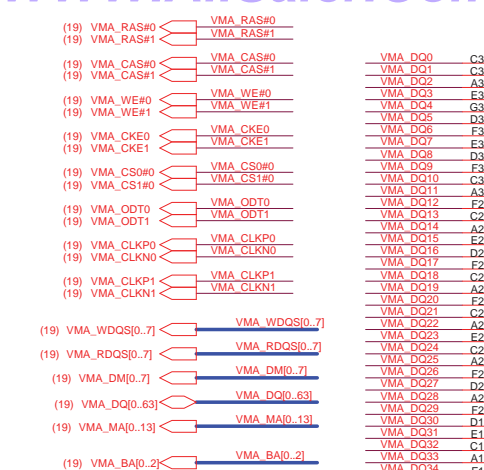 (19) VMA_RAS#0 VMA_RAS#0
(19) VMA_RAS#1 VMA_RAS#1
(19) VMA_CAS#0 VMA_CAS#0
(19) VMA_CAS#1 VMA_CAS#1
(19) VMA_WE#0 VMA_WE#0
(19) VMA_WE#1 VMA_WE#1
(19) VMA_CKE0 VMA_CKE0
(19) VMA_CKE1 VMA_CKE1
(19) VMA_CS0#0 VMA_CS0#0
(19) VMA_CS1#0 VMA_CS1#0
(19) VMA_ODT0 VMA_ODT0
(19) VMA_ODT1 VMA_ODT1
(19) VMA_CLKP0 VMA_CLKP0
(19) VMA_CLKN0 VMA_CLKN0
(19) VMA_CLKP1 VMA_CLKP1
(19) VMA_CLKN1 VMA_CLKN1
(19) VMA_WDQS[0..7] VMA_WDQS[0..7]
(19) VMA_RDQS[0..7] VMA_RDQS[0..7]
(19) VMA_DM[0..7] VMA_DM[0..7]
(19) VMA_DQ[0..63] VMA_DQ[0..63]
(19) VMA_MA[0..13] VMA_MA[0..13]
(19) VMA_BA[0..2] VMA_BA[0..2]
VMA_DQ0 C3
VMA_DQ1 C3
VMA_DQ2 A3
VMA_DQ3 E3
VMA_DQ4 G3
VMA_DQ5 D3
VMA_DQ6 F3
VMA_DQ7 E3
VMA_DQ8 D3
VMA_DQ9 F3
VMA_DQ10 C3
VMA_DQ11 A3
VMA_DQ12 F2
VMA_DQ13 C2
VMA_DQ14 A2
VMA_DQ15 E2
VMA_DQ16 D2
VMA_DQ17 F2
VMA_DQ18 C2
VMA_DQ19 A2
VMA_DQ20 F2
VMA_DQ21 C2
VMA_DQ22 A2
VMA_DQ23 E2
VMA_DQ24 C2
VMA_DQ25 A2
VMA_DQ26 F2
VMA_DQ27 D2
VMA_DQ28 A2
VMA_DQ29 F2
VMA_DQ30 D1
VMA_DQ31 E1
VMA_DQ32 C1
VMA_DQ33 A1
VMA_DQ34